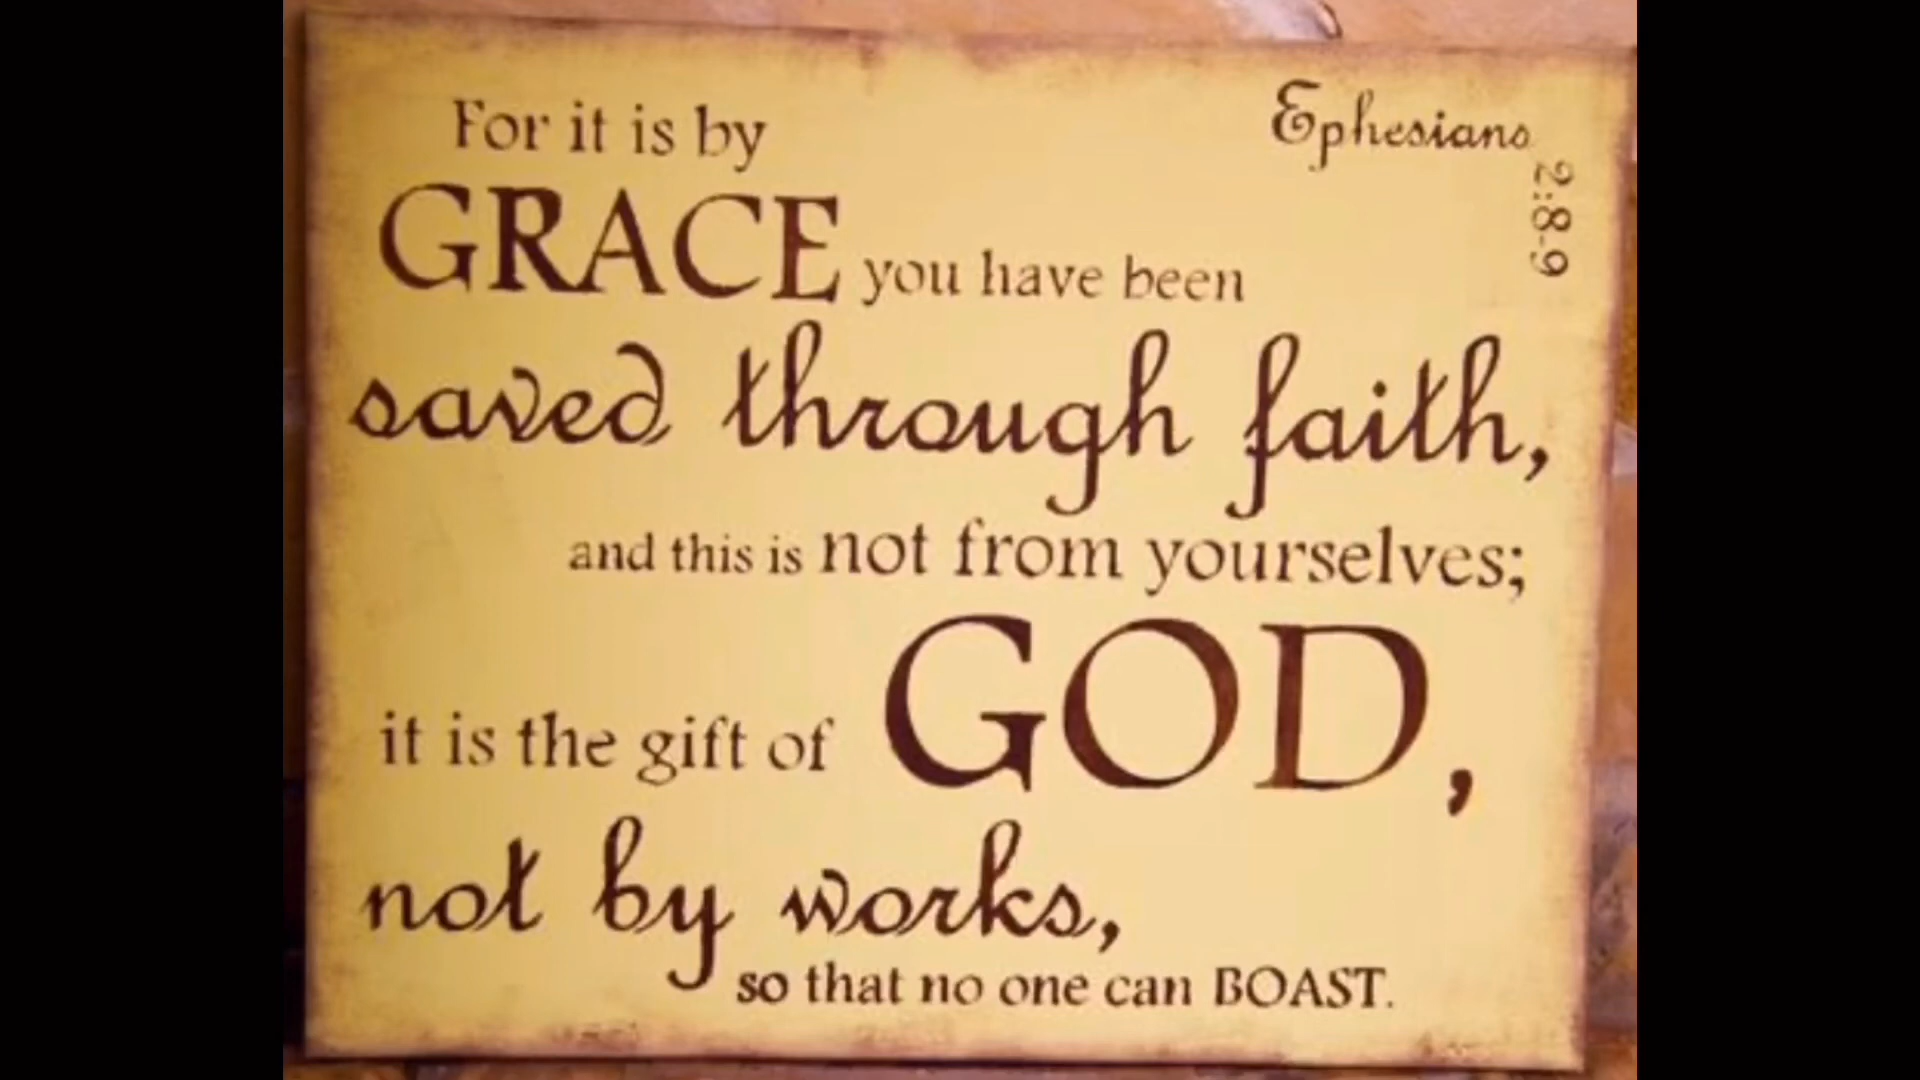 For it is by
GRACE you have been
saved through faith,
and this is not from yourselves;
it is the gift of GOD,
not by works,
so that no one can BOAST.
Ephesians
2:8-9